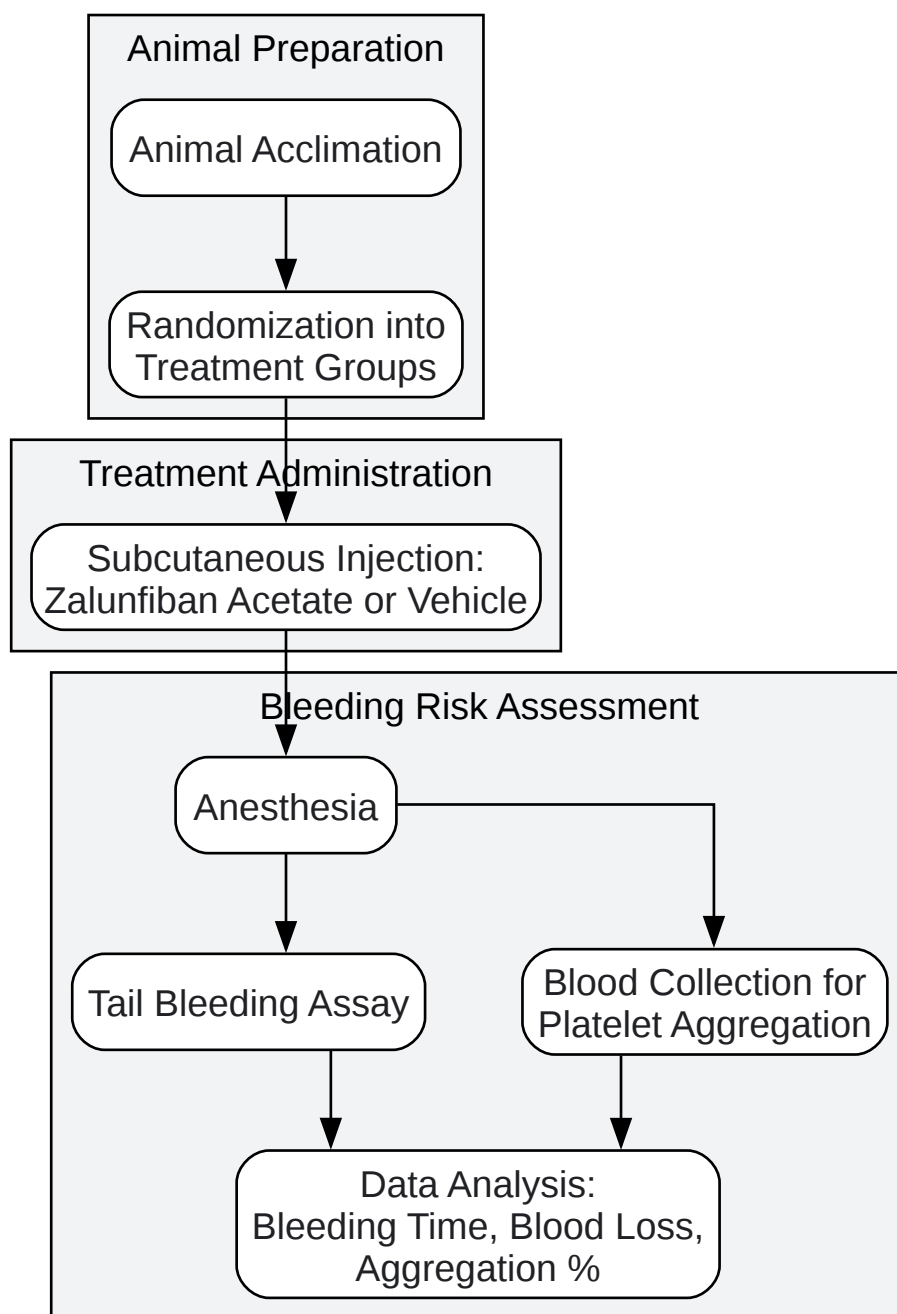 Animal Preparation
Animal Acclimation
Randomization into
Treatment Groups
Treatment Administration
Subcutaneous Injection:
Zalunfiban Acetate or Vehicle
Bleeding Risk Assessment
Anesthesia
Tail Bleeding Assay
Blood Collection for
Platelet Aggregation
Data Analysis:
Bleeding Time, Blood Loss,
Aggregation %